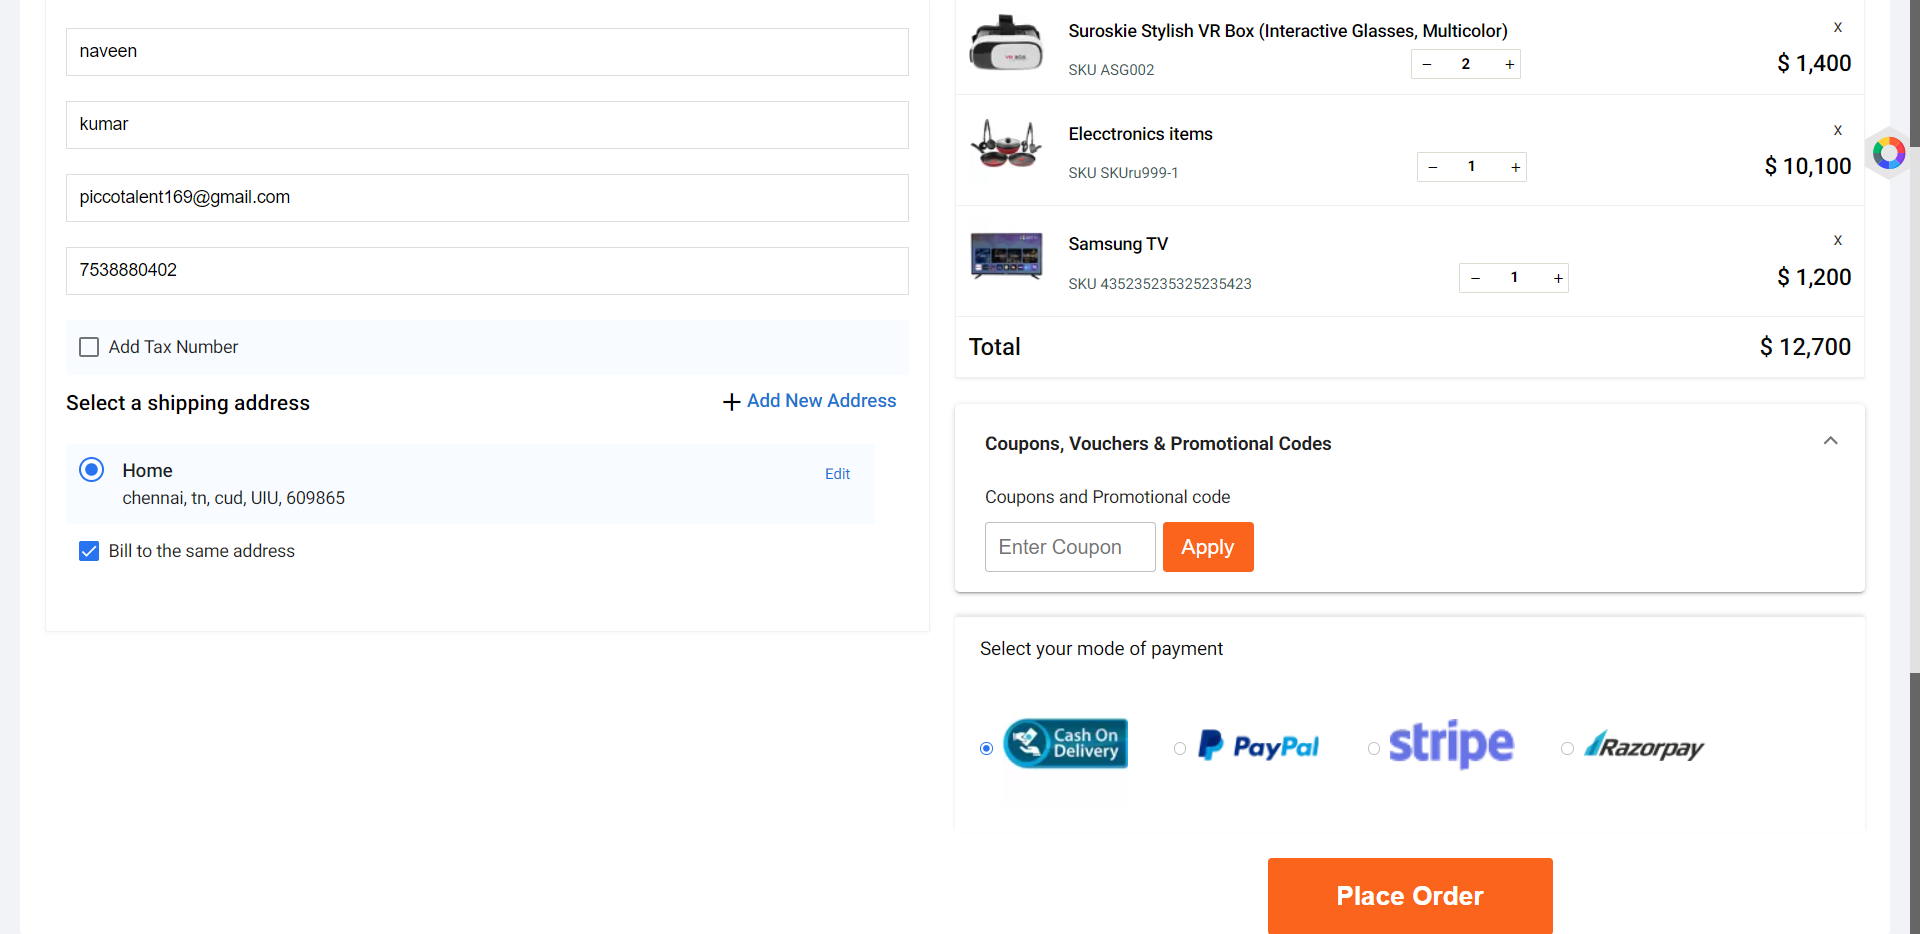 naveen
kumar
piccotalent169@gmail.com
7538880402
Add Tax Number
Select a shipping address
+ Add New Address
Home
Edit
chennai, tn, cud, UIU, 609865
Bill to the same address
Suroskie Stylish VR Box (Interactive Glasses, Multicolor)
x
SKU ASG002
− 2 +
$ 1,400
Elecctronics items
x
SKU SKUru999-1
− 1 +
$ 10,100
Samsung TV
x
SKU 435235235325235423
− 1 +
$ 1,200
Total
$ 12,700
Coupons, Vouchers & Promotional Codes
Coupons and Promotional code
Enter Coupon
Apply
Select your mode of payment
Cash On
Delivery
PayPal
stripe
Razorpay
Place Order